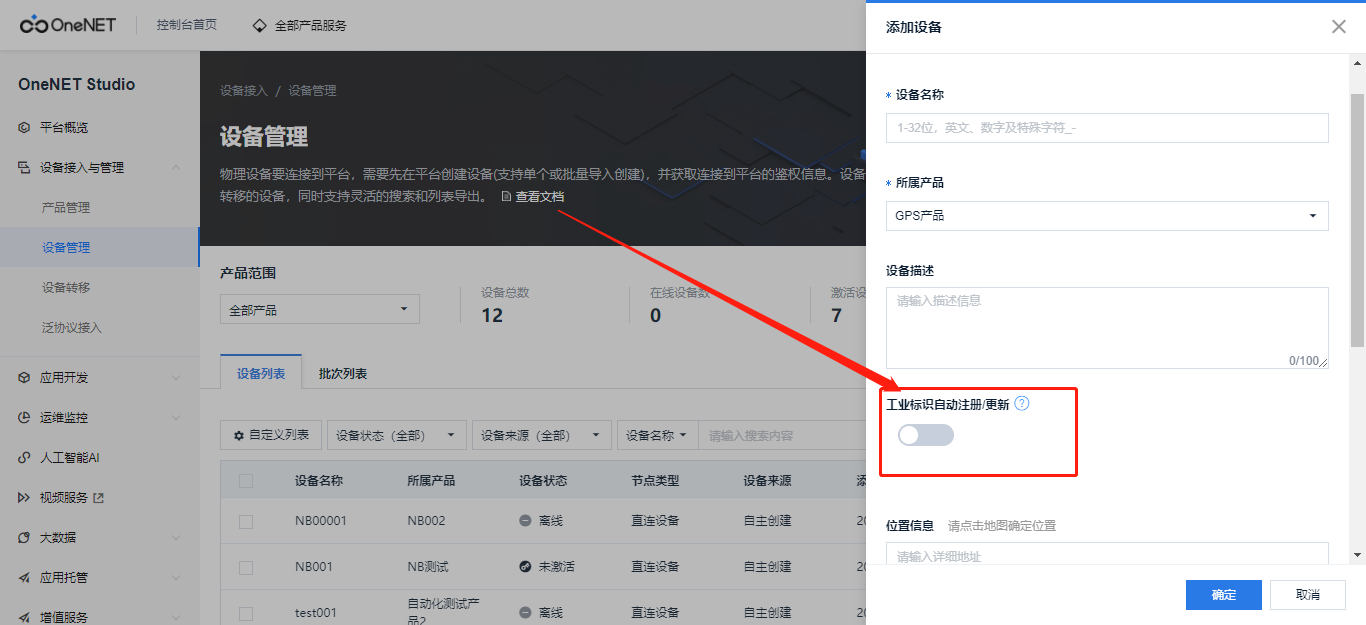 OneNET
控制台首页
全部产品服务
OneNET Studio
平台概览
设备接入与管理
产品管理
设备管理
设备转移
泛协议接入
应用开发
运维监控
人工智能AI
视频服务
大数据
应用托管
增值服务
设备接入 / 设备管理
设备管理
物理设备要连接到平台，需要先在平台创建设备(支持单个或批量导入创建)，并获取连接到平台的鉴权信息。设备
转移的设备，同时支持灵活的搜索和列表导出。 查看文档
产品范围
全部产品
设备总数
12
在线设备数
0
激活设
7
设备列表
批次列表
自定义列表
设备状态（全部）
设备来源（全部）
设备名称
请输入搜索内容
设备名称 所属产品 设备状态 节点类型 设备来源 添
NB00001 NB002 离线 直连设备 自主创建 20
NB001 NB测试 未激活 直连设备 自主创建 20
test001 自动化测试产 离线 直连设备 自主创建 20
品2
添加设备
* 设备名称
1-32位，英文、数字及特殊字符_-
* 所属产品
GPS产品
设备描述
请输入描述信息
0/100
工业标识自动注册/更新 ?
位置信息 请点击地图确定位置
请输入详细地址
确定
取消